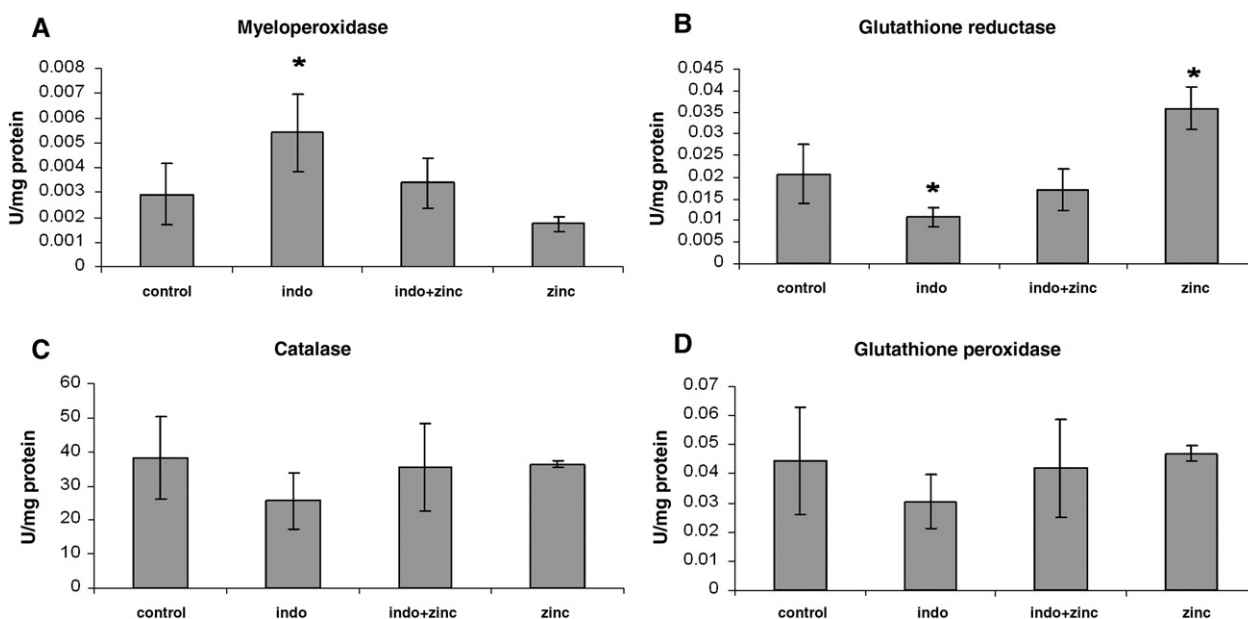 A
Myeloperoxidase
U/mg protein
0.008
0.007
0.006
0.005
0.004
0.003
0.002
0.001
0
*
control indo indo+zinc zinc
B
Glutathione reductase
U/mg protein
0.045
0.04
0.035
0.03
0.025
0.02
0.015
0.01
0.005
0
*
*
control indo indo+zinc zinc
C
Catalase
U/mg protein
60
50
40
30
20
10
0
control indo indo+zinc zinc
D
Glutathione peroxidase
U/mg protein
0.07
0.06
0.05
0.04
0.03
0.02
0.01
0
control indo indo+zinc zinc